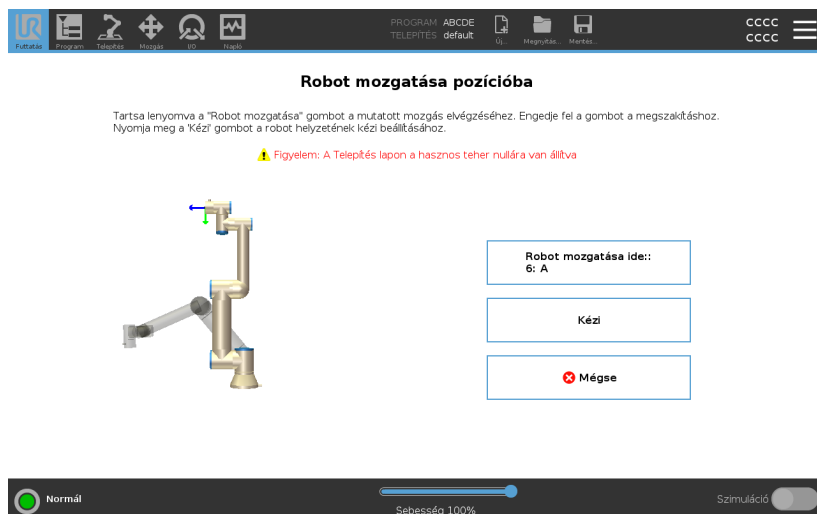 UR
Futtatás
Program
Telepítés
Mozgás
I/O
Napló
PROGRAM ABCDE
TELEPÍTÉS default
Új...
Megnyitás...
Mentés...
CCCC
CCCC
Robot mozgatása pozícióba
Tartsa lenyomva a "Robot mozgatása" gombot a mutatott mozgás elvégzéséhez. Engedje fel a gombot a megszakításhoz.
Nyomja meg a 'Kézi' gombot a robot helyzetének kézi beállításához.
Figyelem: A Telepítés lapon a hasznos teher nullára van állítva
Robot mozgatása ide::
6: A
Kézi
Mégse
Normál
Sebesség 100%
Szimuláció